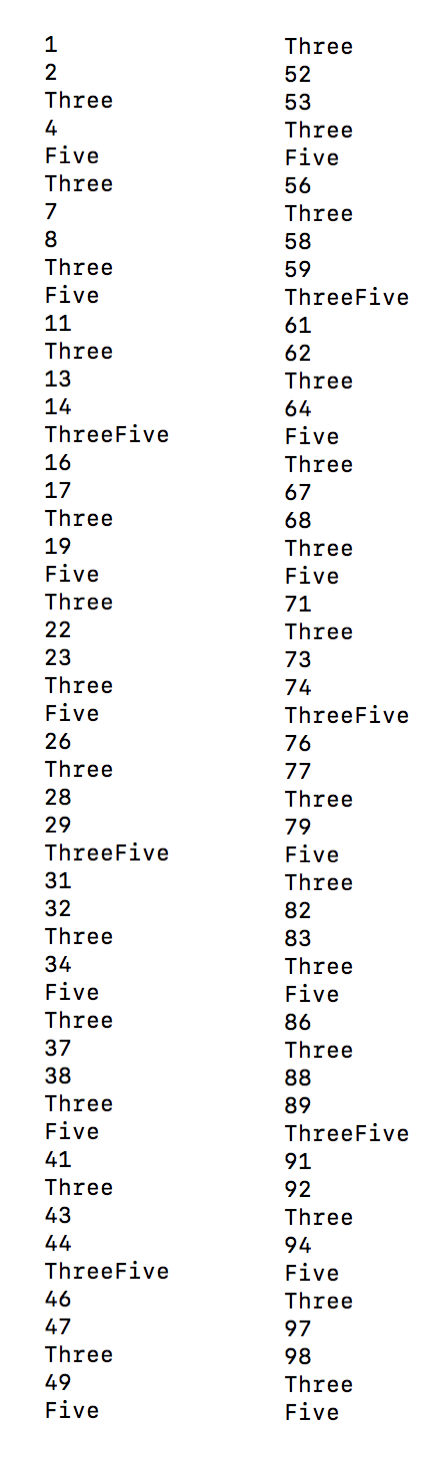 1
2
Three
4
Five
Three
7
8
Three
Five
11
Three
13
14
ThreeFive
16
17
Three
19
Five
Three
22
23
Three
Five
26
Three
28
29
ThreeFive
31
32
Three
34
Five
Three
37
38
Three
Five
41
Three
43
44
ThreeFive
46
47
Three
49
Five
Three
52
53
Three
Five
56
Three
58
59
ThreeFive
61
62
Three
64
Five
Three
67
68
Three
Five
71
Three
73
74
ThreeFive
76
77
Three
79
Five
Three
82
83
Three
Five
86
Three
88
89
ThreeFive
91
92
Three
94
Five
Three
97
98
Three
Five